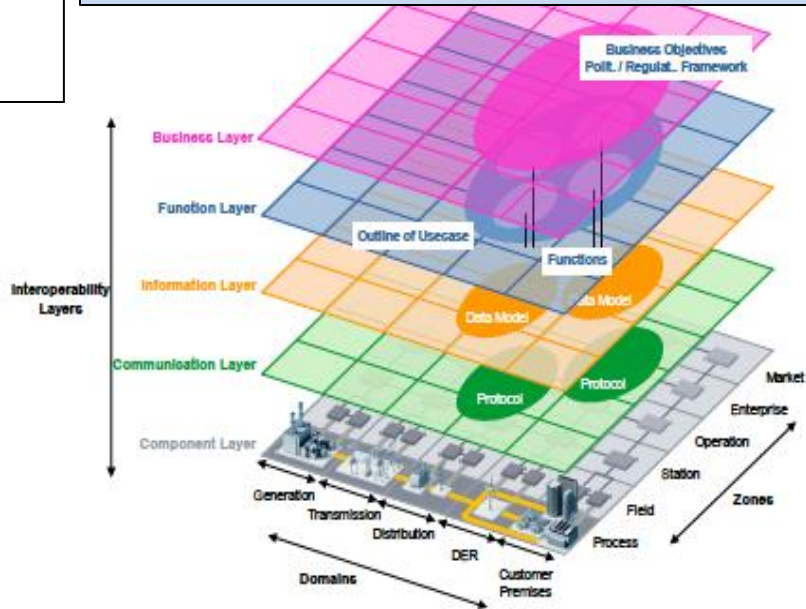 Business Objectives
Polit. / Regulat.. Framework
Business Layer
Function Layer
Outline of Usecase
Functions
Interoperability
Layers
Information Layer
Data Model
Data Model
Communication Layer
Protocol
Protocol
Component Layer
Market
Enterprise
Operation
Station
Field
Process
Zones
Generation
Transmission
Distribution
DER
Customer
Premises
Domains